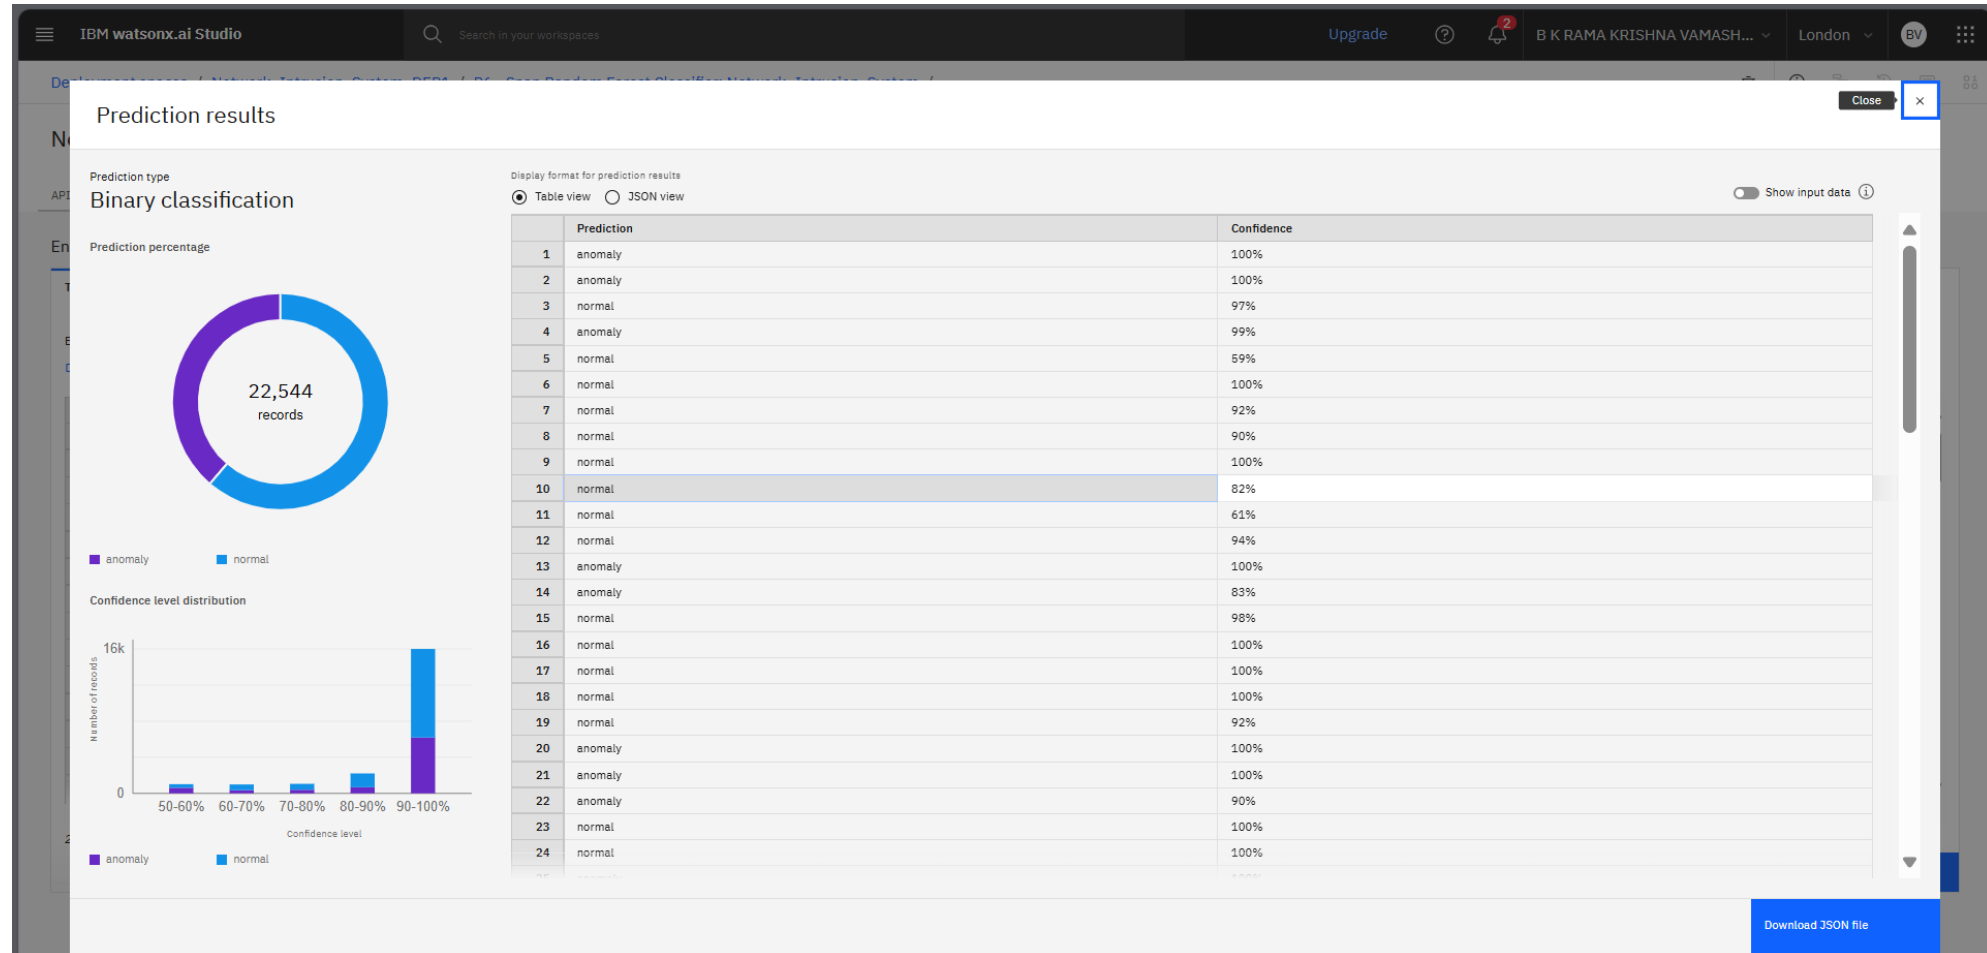 IBM watsonx.ai Studio
Search in your workspaces
Upgrade
2
B K RAMA KRISHNA VAMASH...
London
BV
Close
Prediction results
Prediction type
Binary classification
Prediction percentage
22,544
records
anomaly
normal
Confidence level distribution
16k
0
Number of records
50-60% 60-70% 70-80% 80-90% 90-100%
Confidence level
anomaly
normal
Display format for prediction results
Table view JSON view
Show input data
Prediction Confidence
1 anomaly 100%
2 anomaly 100%
3 normal 97%
4 anomaly 99%
5 normal 59%
6 normal 100%
7 normal 92%
8 normal 90%
9 normal 100%
10 normal 82%
11 normal 61%
12 normal 94%
13 anomaly 100%
14 anomaly 83%
15 normal 98%
16 normal 100%
17 normal 100%
18 normal 100%
19 normal 92%
20 anomaly 100%
21 anomaly 100%
22 anomaly 90%
23 normal 100%
24 normal 100%
Download JSON file